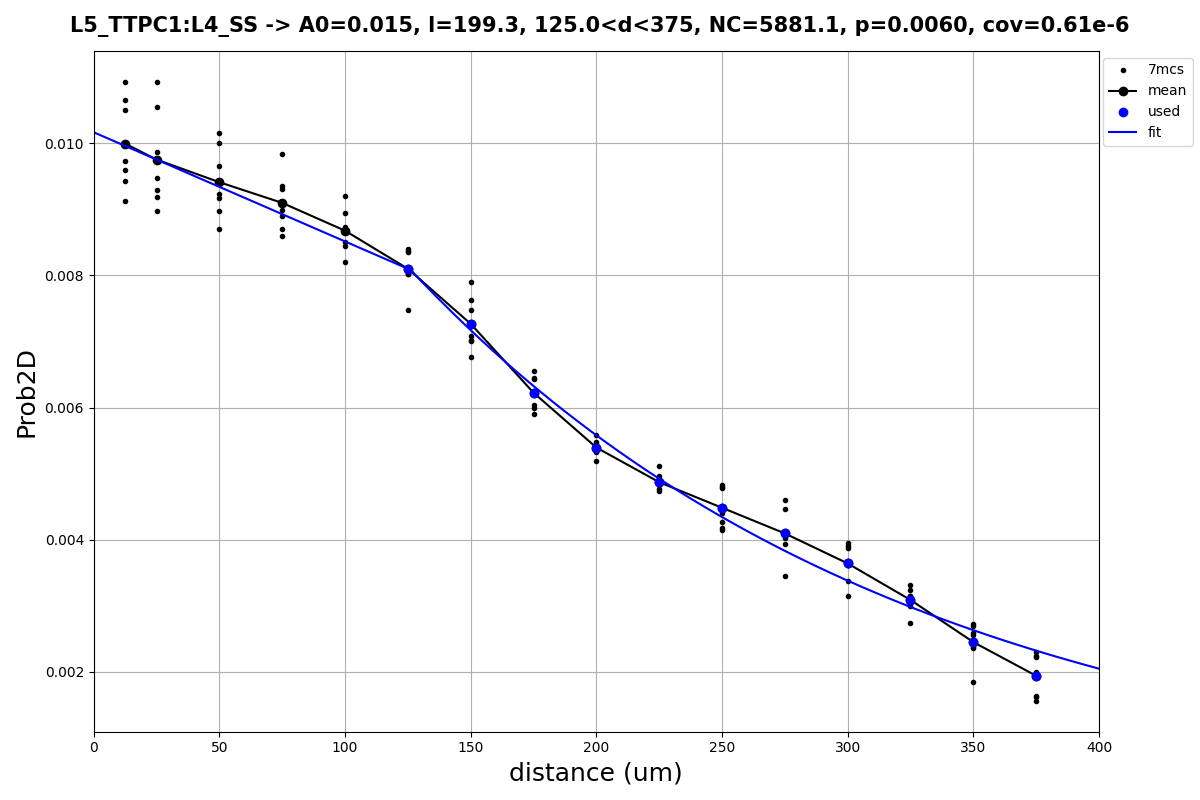 L5_TTPC1:L4_SS -> A0=0.015, l=199.3, 125.0<d<375, NC=5881.1, p=0.0060, cov=0.61e-6
7mcs
mean
used
fit
0.010
0.008
0.006
0.004
0.002
Prob2D
0 50 100 150 200 250 300 350 400
distance (um)